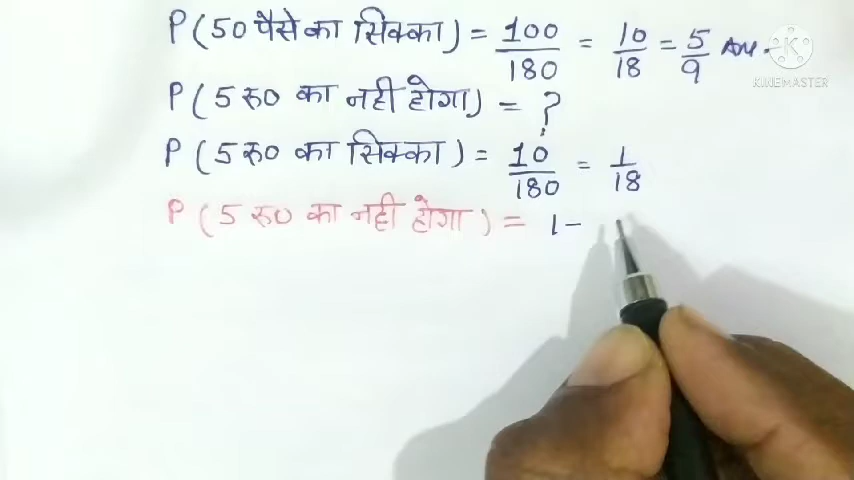 P(50 पैसे का सिक्का) = 100/180 = 10/18 = 5/9 Ans.
K
KINEMASTER
P(5 रु० का नही होगा) = ?
P(5 रु० का सिक्का) = 10/180 = 1/18
P(5 रु० का नही होगा) = 1-